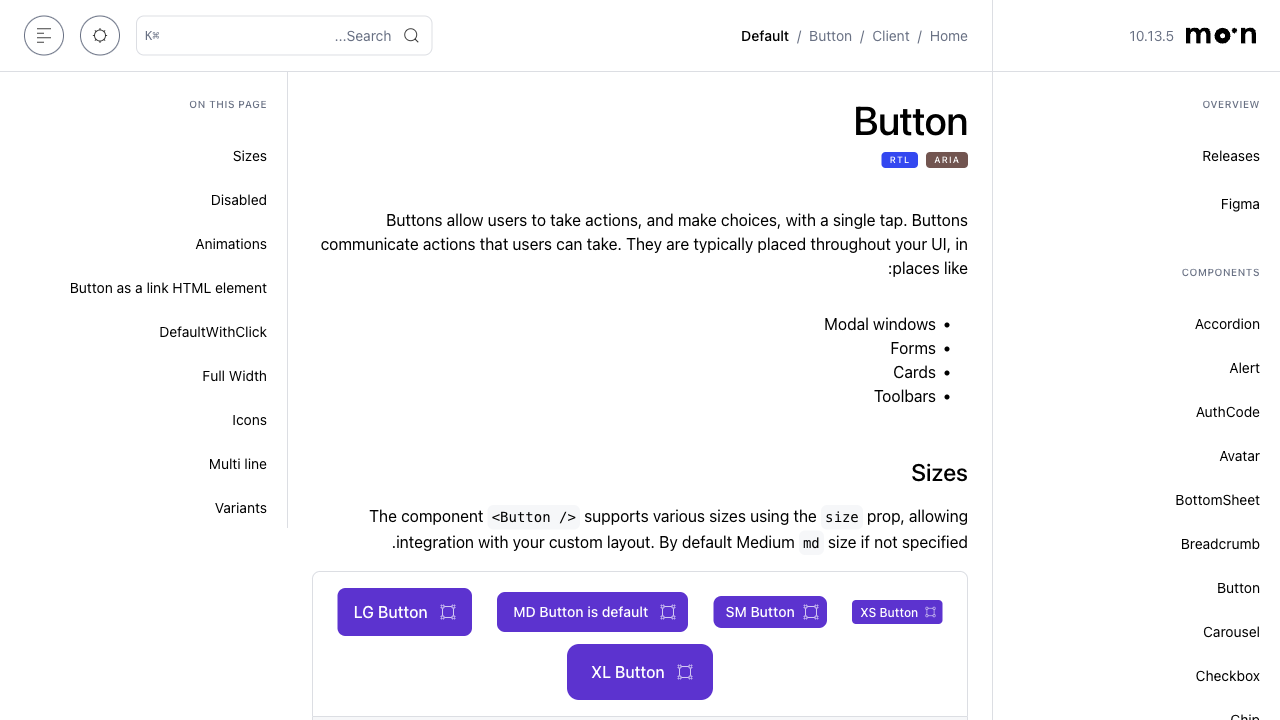 K⌘
...Search
Default / Button / Client / Home
10.13.5
mo·n
ON THIS PAGE
Sizes
Disabled
Animations
Button as a link HTML element
DefaultWithClick
Full Width
Icons
Multi line
Variants
Button
RTL
ARIA
Buttons allow users to take actions, and make choices, with a single tap. Buttons
communicate actions that users can take. They are typically placed throughout your UI, in
:places like
• Modal windows
• Forms
• Cards
• Toolbars
Sizes
The component <Button /> supports various sizes using the size prop, allowing
.integration with your custom layout. By default Medium md size if not specified
LG Button
MD Button is default
SM Button
XS Button
XL Button
OVERVIEW
Releases
Figma
COMPONENTS
Accordion
Alert
AuthCode
Avatar
BottomSheet
Breadcrumb
Button
Carousel
Checkbox
Chip